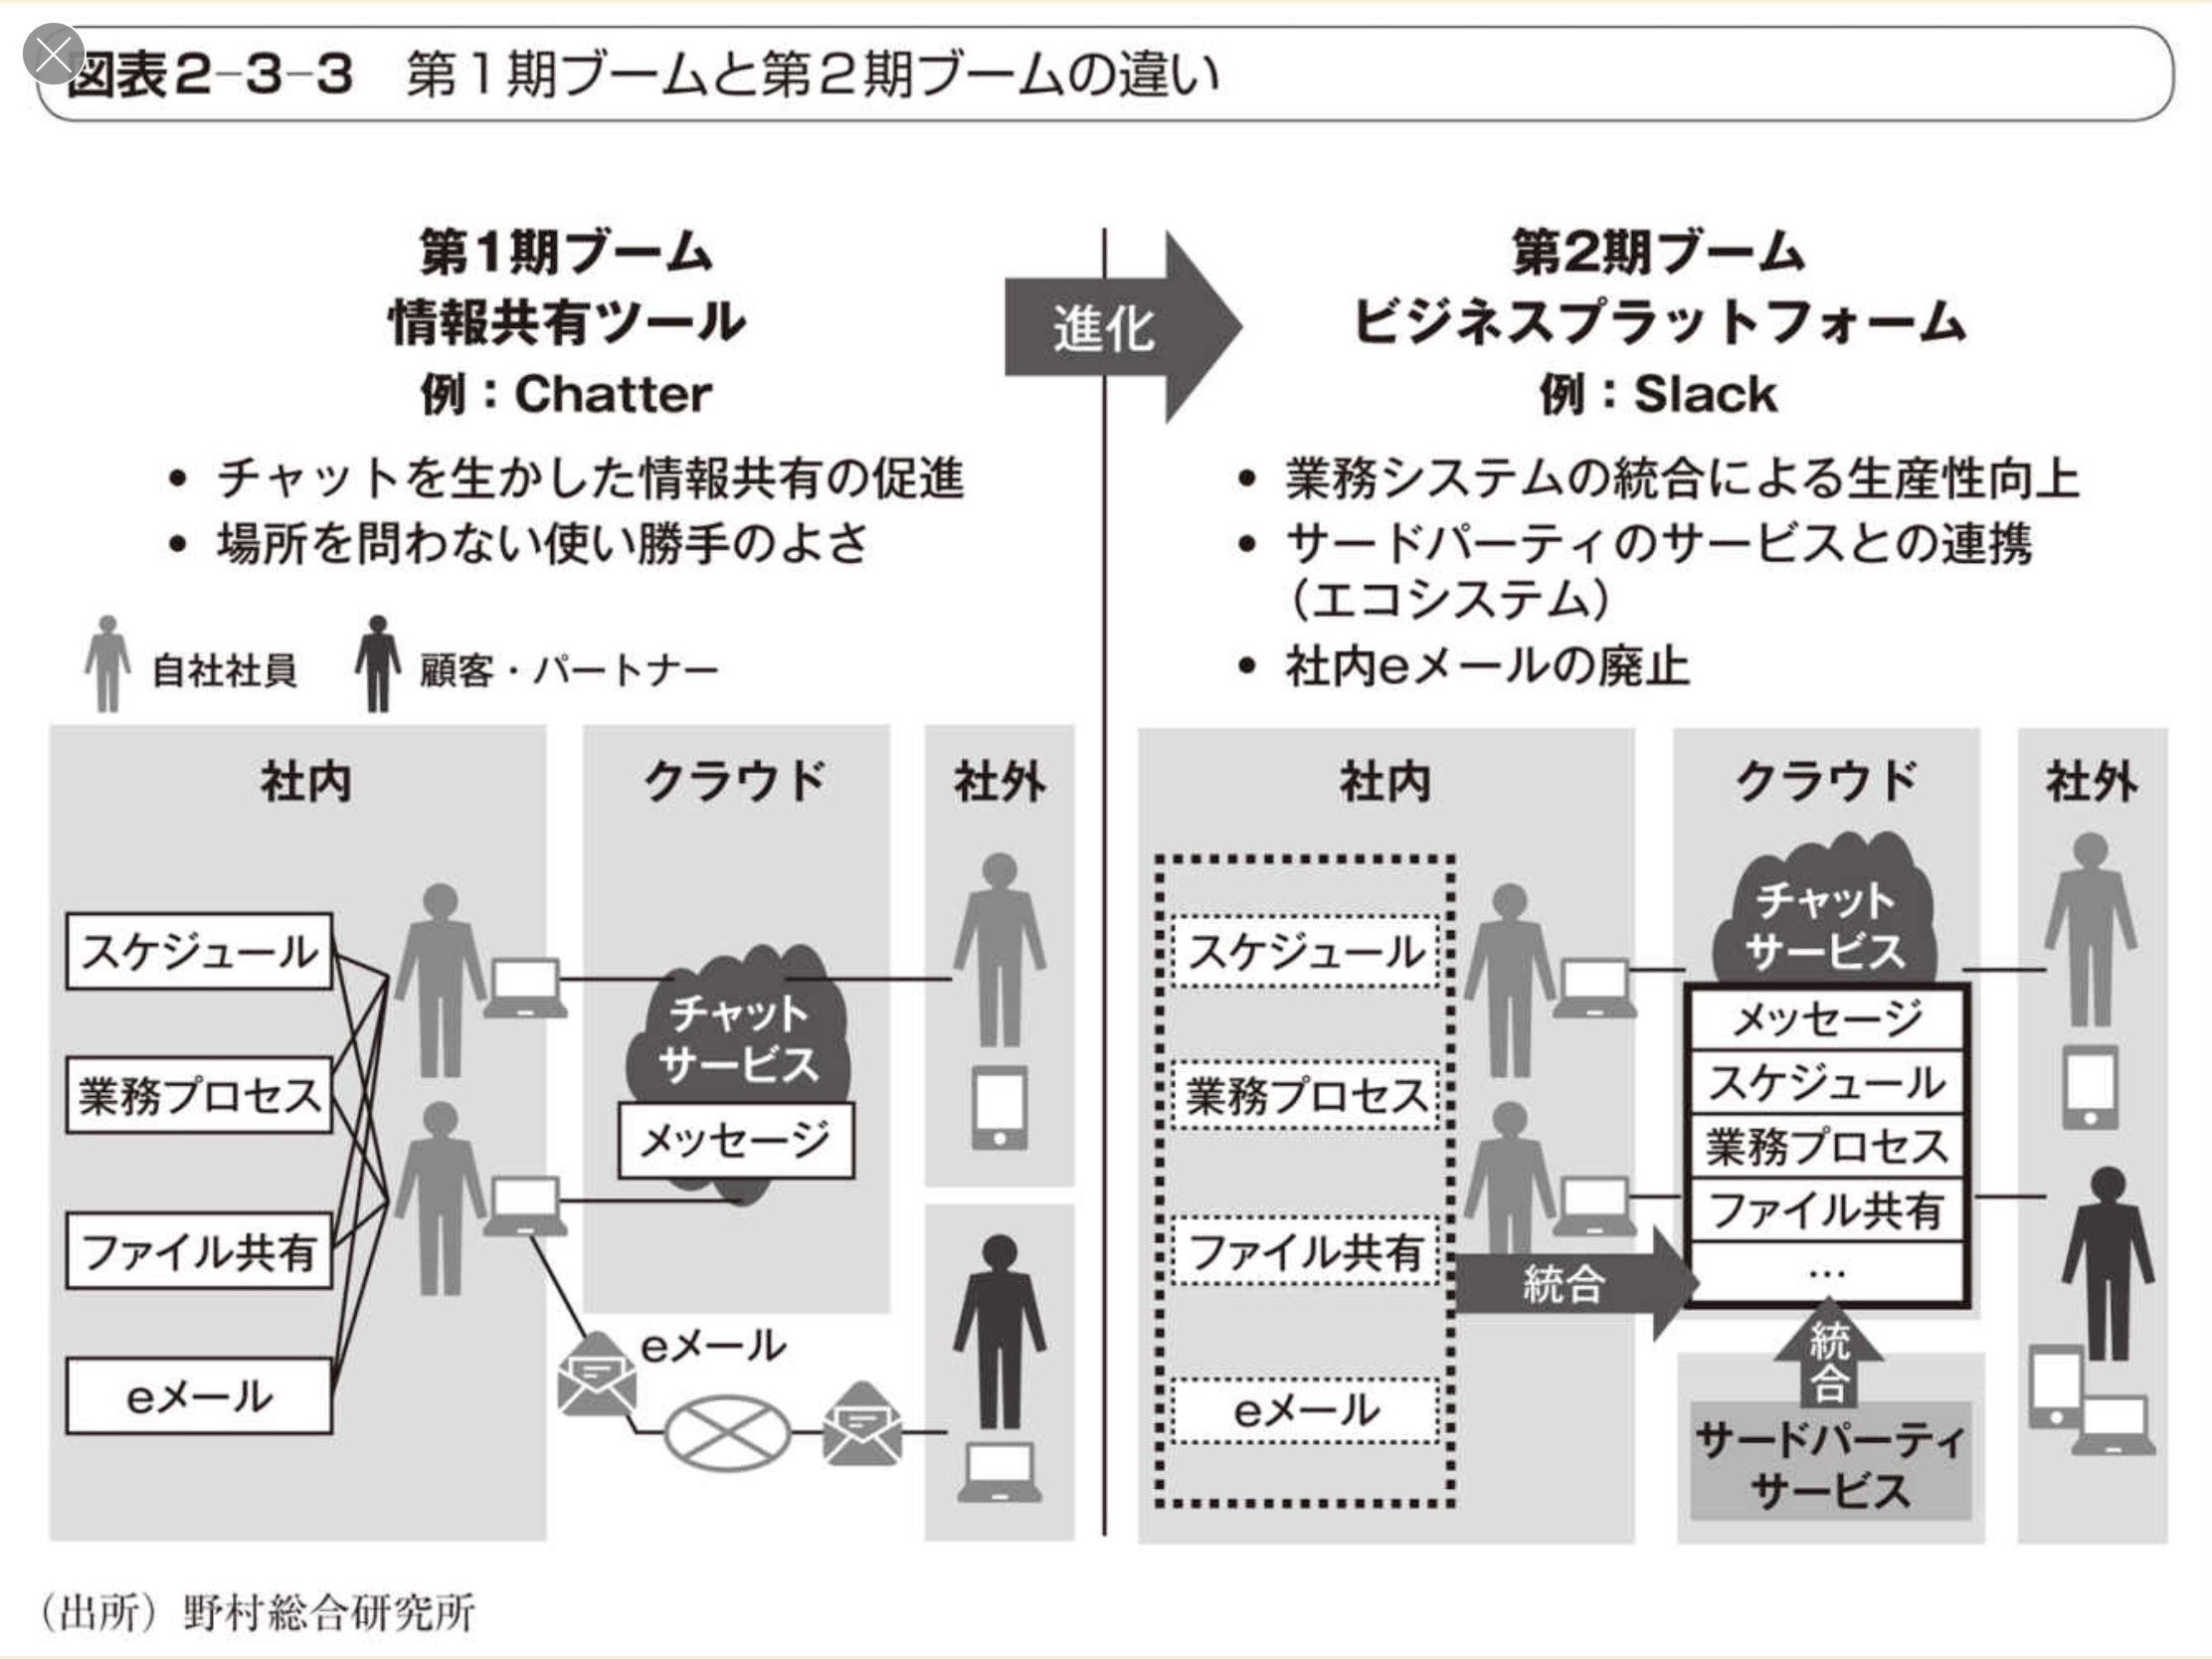 図表2-3-3 第1期ブームと第2期ブームの違い
第1期ブーム
情報共有ツール
例：Chatter
• チャットを生かした情報共有の促進
• 場所を問わない使い勝手のよさ
自社社員
顧客・パートナー
進化
第2期ブーム
ビジネスプラットフォーム
例：Slack
• 業務システムの統合による生産性向上
• サードパーティのサービスとの連携
（エコシステム）
• 社内eメールの廃止
社内
スケジュール
業務プロセス
ファイル共有
eメール
クラウド
チャット
サービス
メッセージ
eメール
社外
社内
スケジュール
業務プロセス
ファイル共有
eメール
統合
クラウド
チャット
サービス
メッセージ
スケジュール
業務プロセス
ファイル共有
…
統
合
サードパーティ
サービス
社外
（出所）野村総合研究所